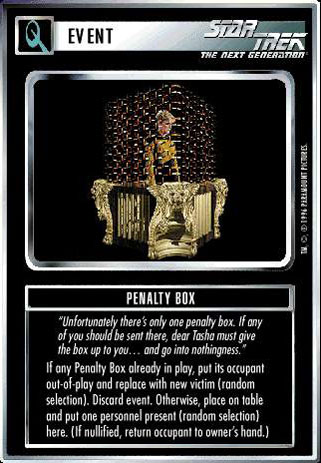 Q
EVENT
STAR TREK
THE NEXT GENERATION
TM, ©, ® 1996 PARAMOUNT PICTURES.
PENALTY BOX
"Unfortunately there's only one penalty box. If any
of you should be sent there, dear Tasha must give
the box up to you... and go into nothingness."
If any Penalty Box already in play, put its occupant
out-of-play and replace with new victim (random
selection). Discard event. Otherwise, place on table
and put one personnel present (random selection)
here. (If nullified, return occupant to owner's hand.)